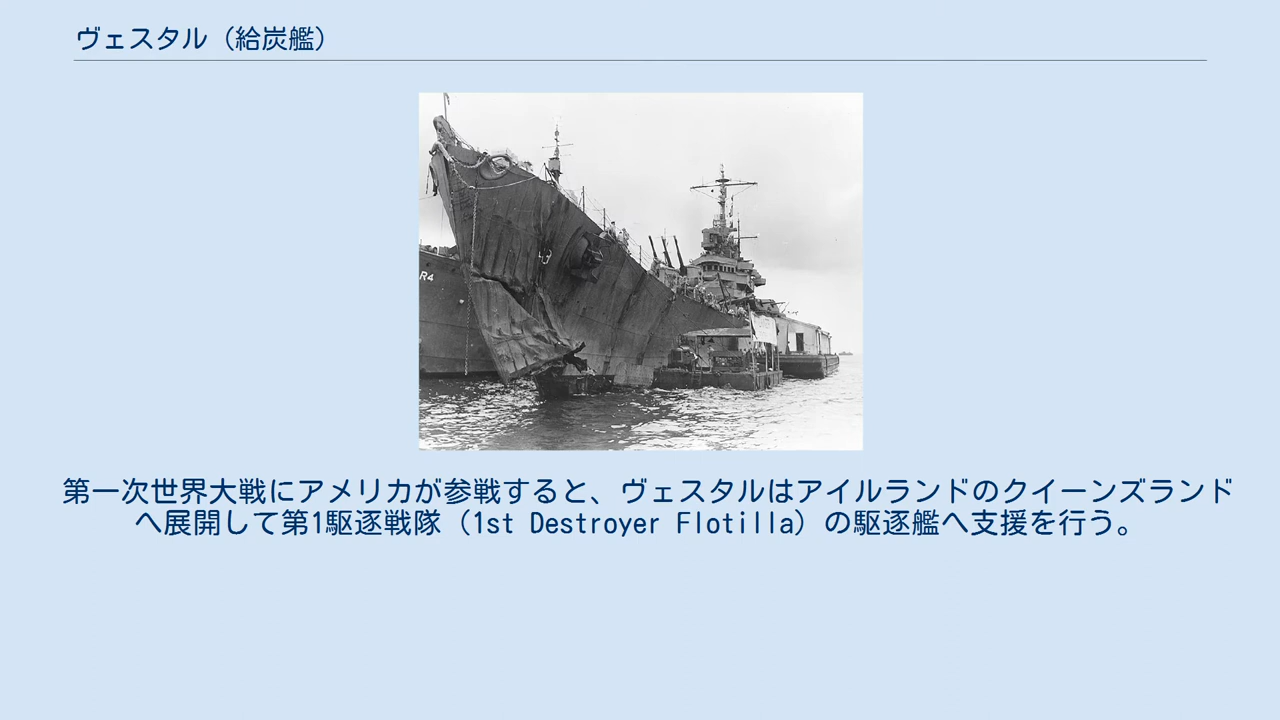 ヴェスタル（給炭艦）
R4
第一次世界大戦にアメリカが参戦すると、ヴェスタルはアイルランドのクイーンズランド
へ展開して第1駆逐戦隊（1st Destroyer Flotilla）の駆逐艦へ支援を行う。